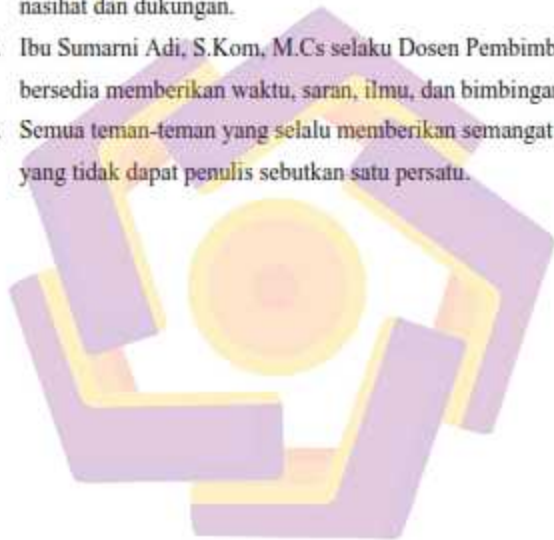 nasihat dan dukungan.
Ibu Sumarni Adi, S.Kom, M.Cs selaku Dosen Pembimb
bersedia memberikan waktu, saran, ilmu, dan bimbingan
Semua teman-teman yang selalu memberikan semangat
yang tidak dapat penulis sebutkan satu persatu.